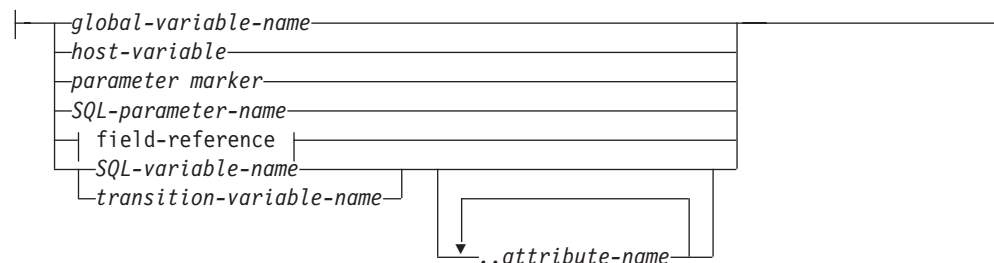 global-variable-name
host-variable
parameter marker
SQL-parameter-name
field-reference
SQL-variable-name
transition-variable-name
..attribute-name